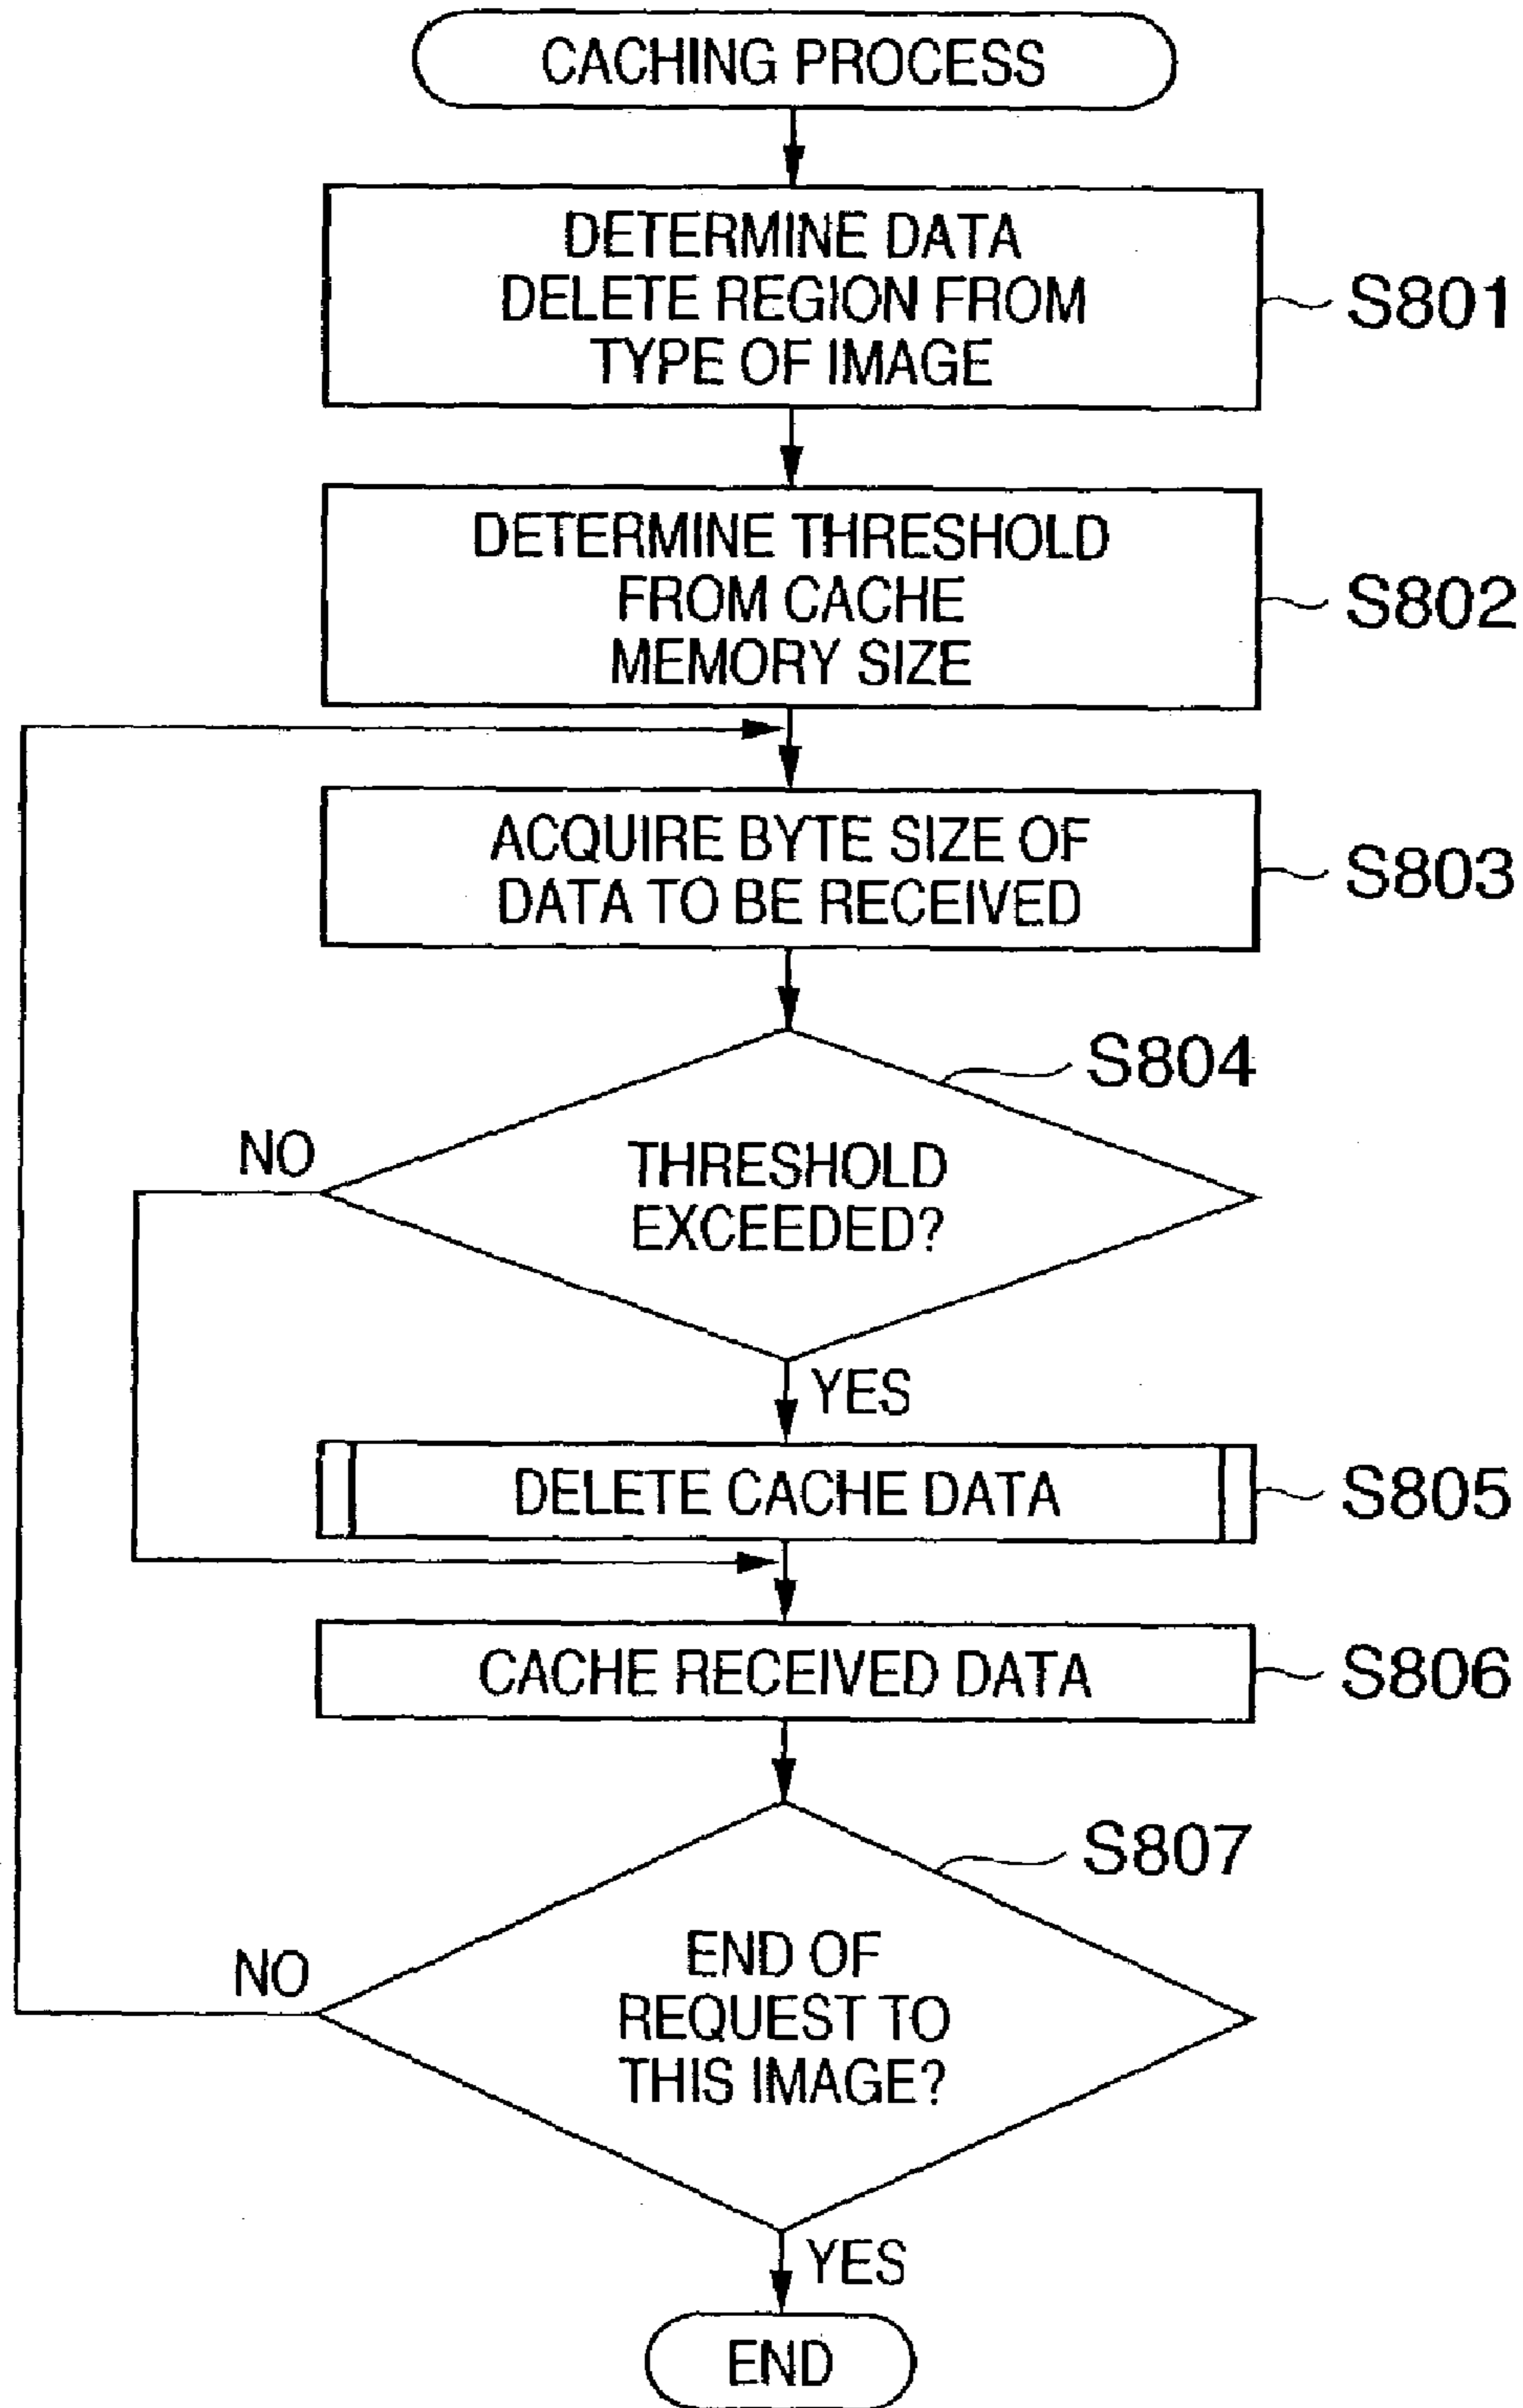 CACHING PROCESS
DETERMINE DATA
DELETE REGION FROM
TYPE OF IMAGE
S801
DETERMINE THRESHOLD
FROM CACHE
MEMORY SIZE
S802
ACQUIRE BYTE SIZE OF
DATA TO BE RECEIVED
S803
S804
NO
THRESHOLD
EXCEEDED?
YES
DELETE CACHE DATA
S805
CACHE RECEIVED DATA
S806
S807
NO
END OF
REQUEST TO
THIS IMAGE?
YES
END